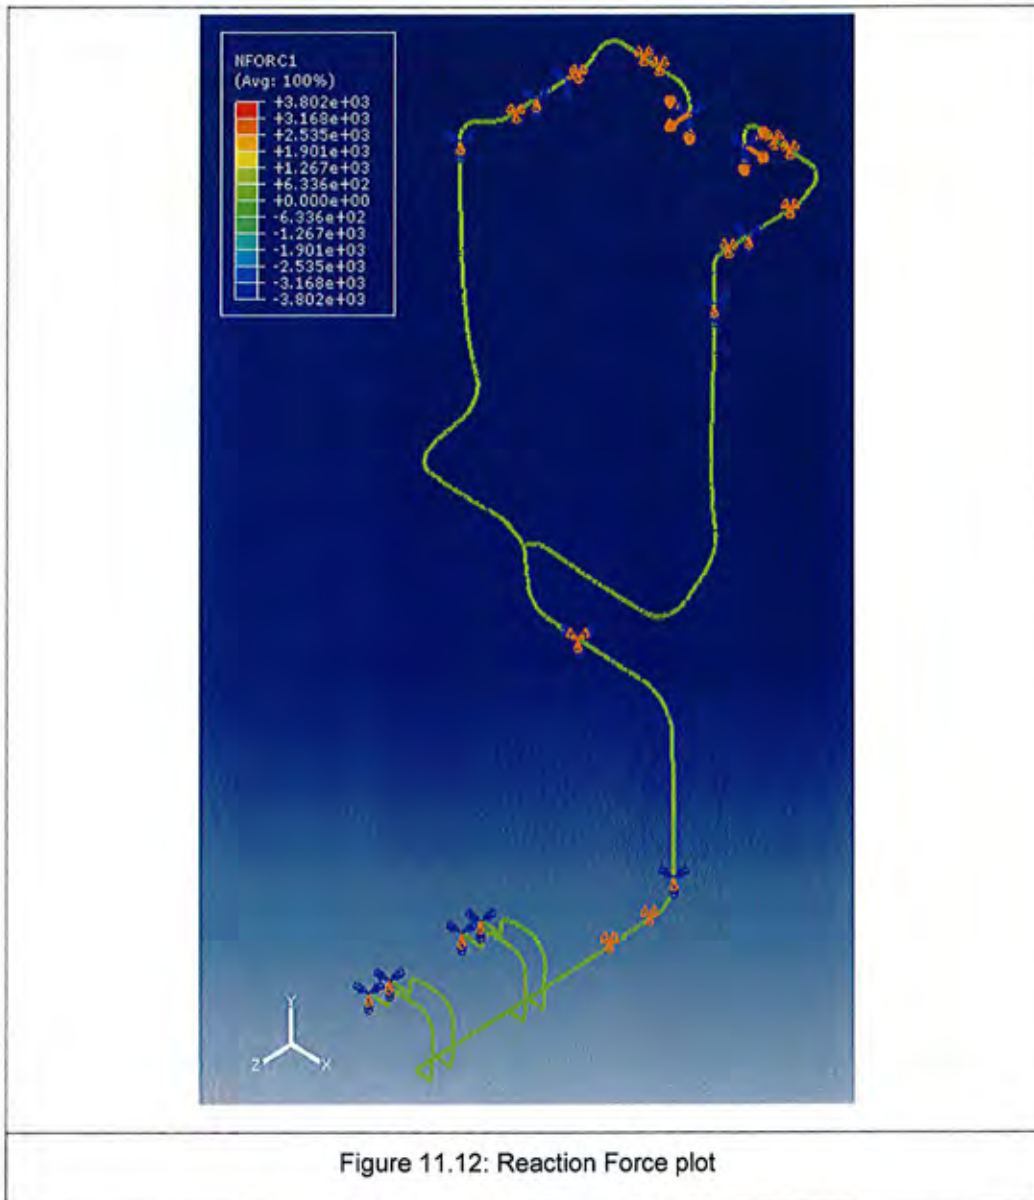 NFORC1
(Avg: 100%)
+3.802e+03
+3.168e+03
+2.535e+03
+1.901e+03
+1.267e+03
+6.336e+02
+0.000e+00
-6.336e+02
-1.267e+03
-1.901e+03
-2.535e+03
-3.168e+03
-3.802e+03
Y
Z
X
Figure 11.12: Reaction Force plot